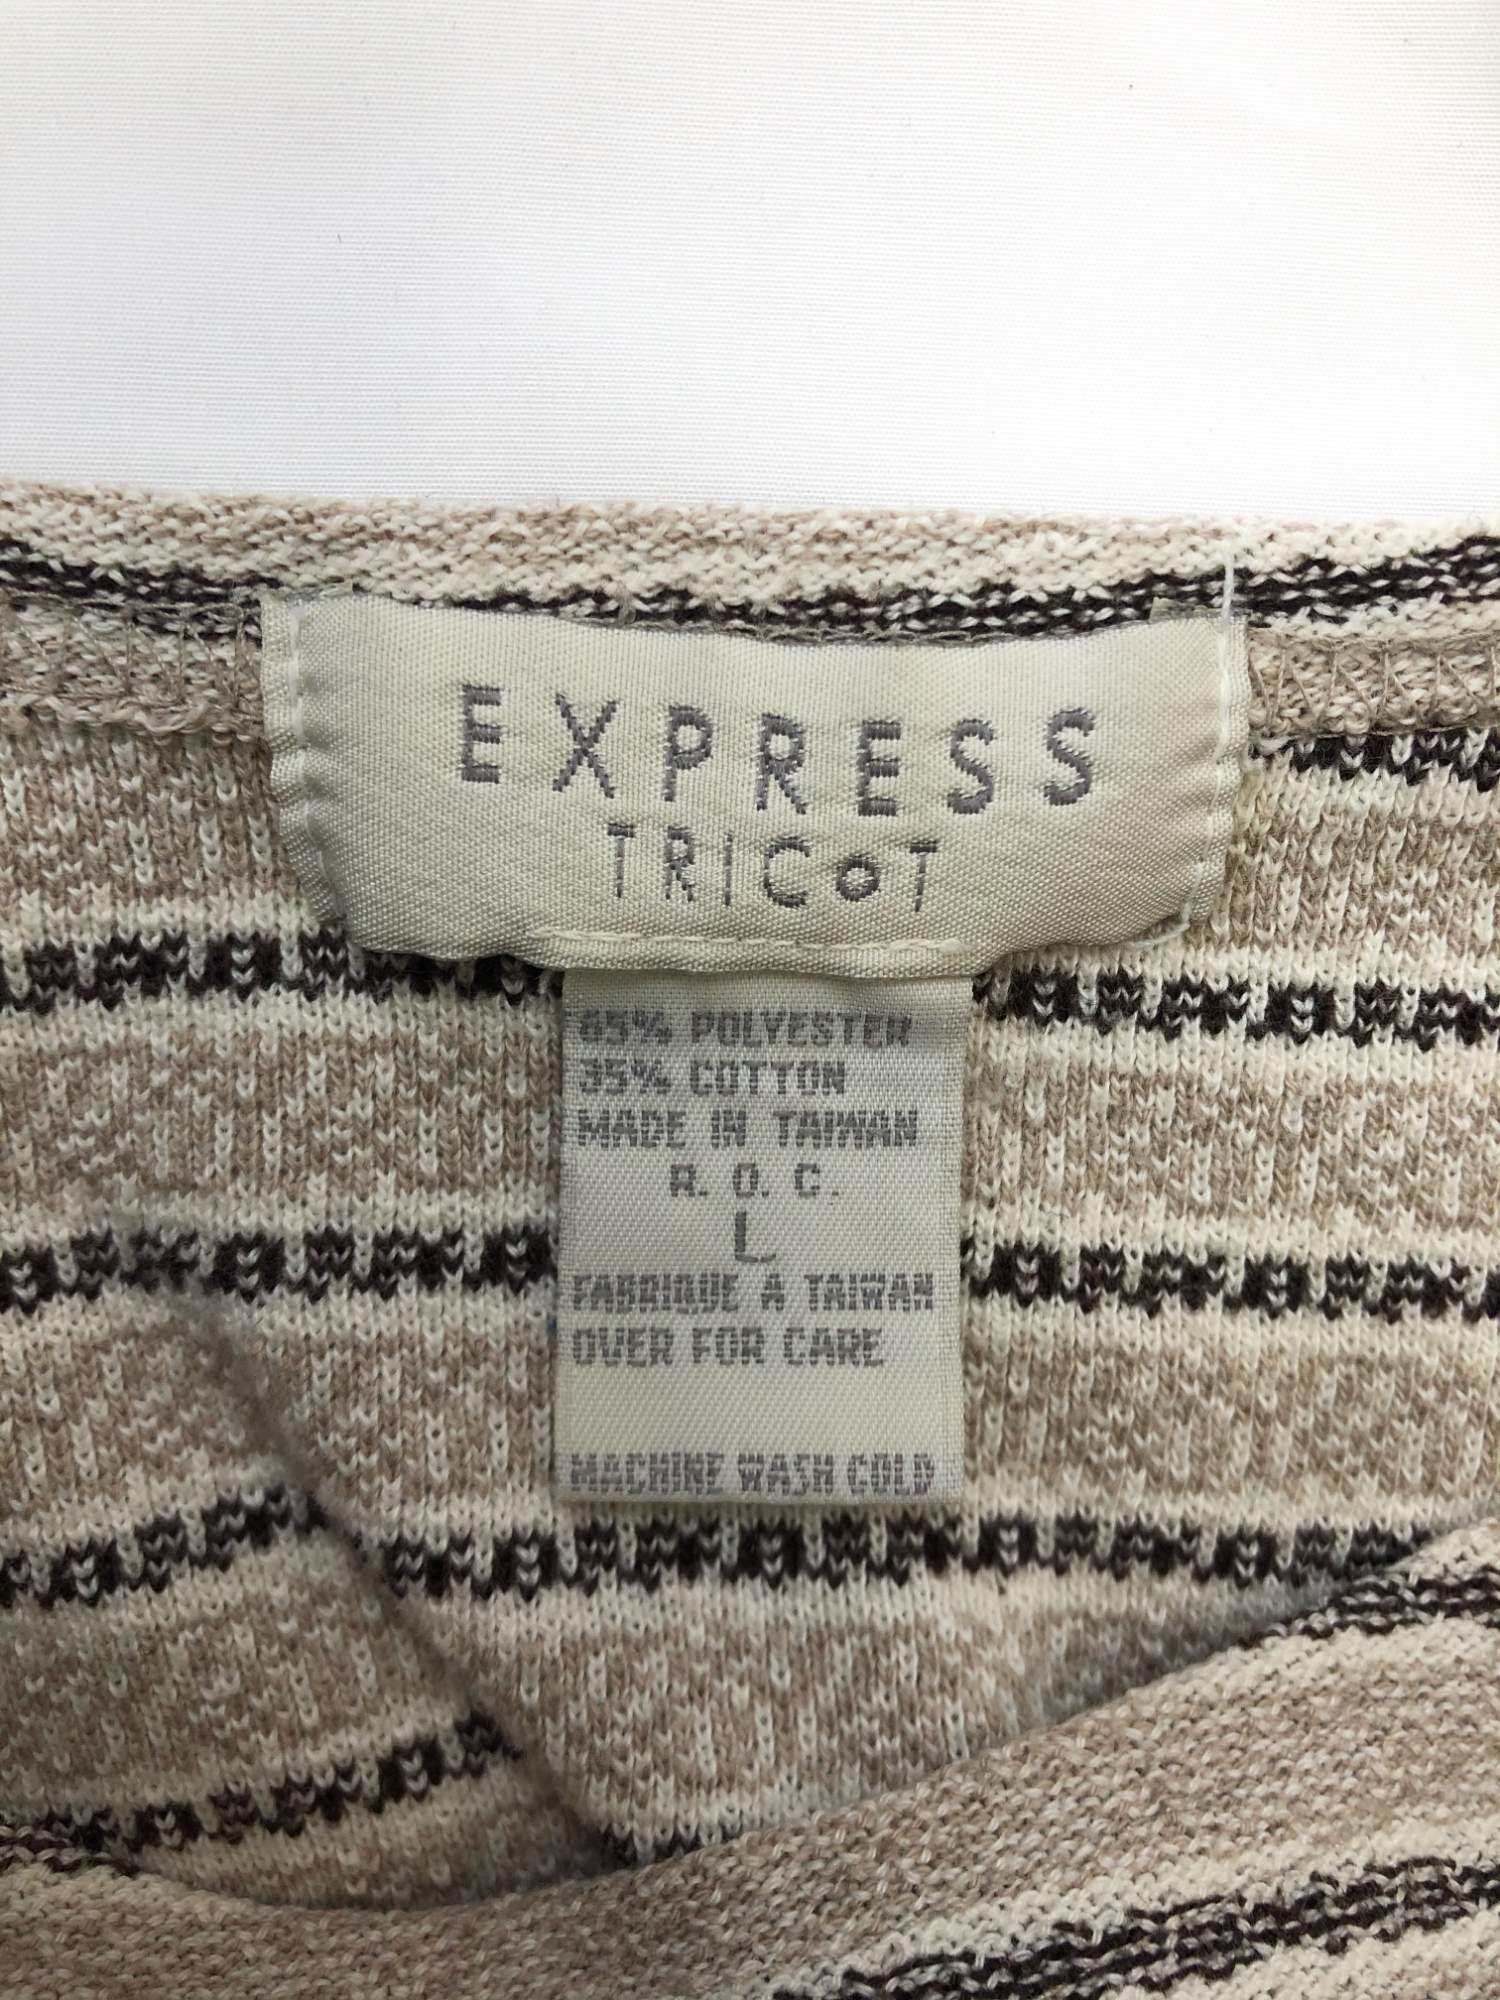 EXPRESS
TRICOT
65% POLYESTER
35% COTTON
MADE IN TAIWAN
R. O. C.
L
FABRIQUE A TAIWAN
OVER FOR CARE
MACHINE WASH COLD